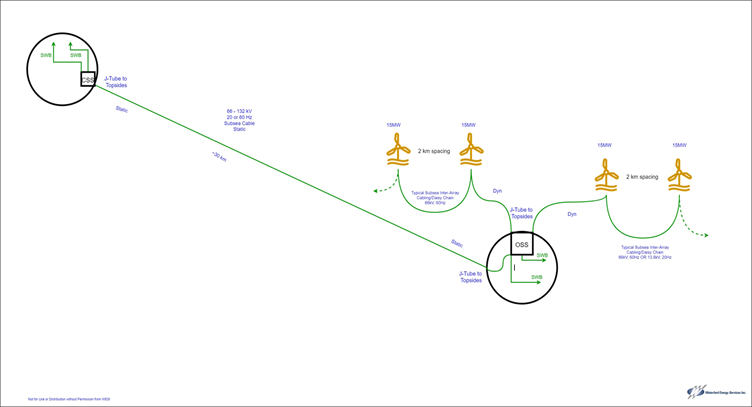 SWB
SWB
CSS
J-Tube to
Topsides
Static
66 - 132 kV
20 or 60 Hz
Subsea Cable
Static
~30 km
15MW
15MW
2 km spacing
15MW
15MW
2 km spacing
Typical Subsea Inter-Array
Cabling/Daisy Chain
66kV, 60Hz
Dyn
J-Tube to
Topsides
Dyn
Typical Subsea Inter-Array
Cabling/Daisy Chain
66kV, 60Hz OR 13.8kV, 20Hz
Static
OSS
SWB
J-Tube to
Topsides
SWB
Not for use or Distribution without Permission from WESI
Waterford Energy Services Inc.